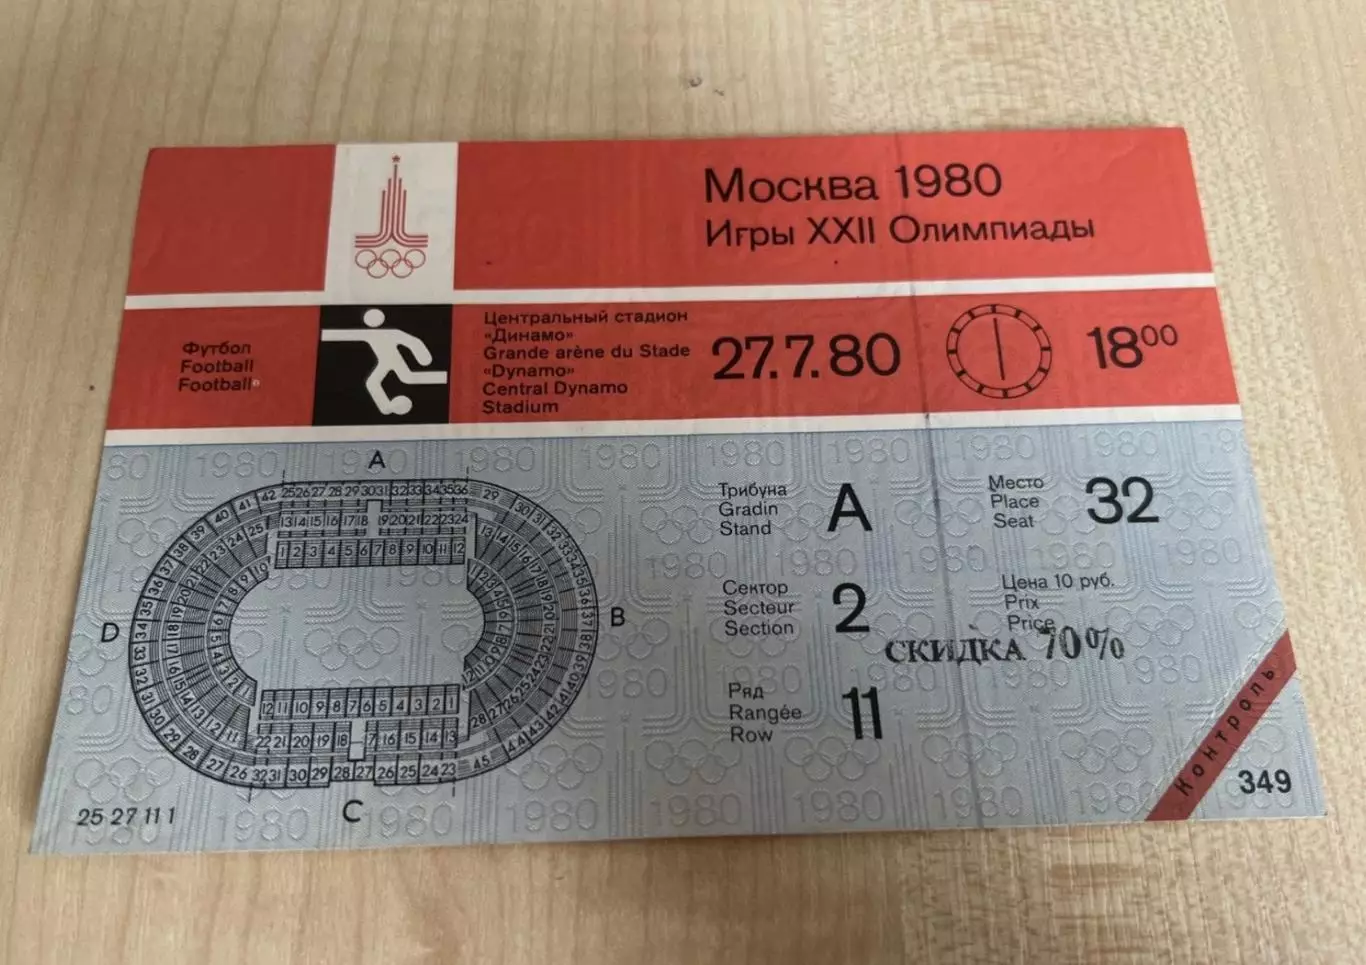 Москва 1980
Игры XXII Олимпиады
Футбол
Football
Football
Центральный стадион
«Динамо»
Grande arène du Stade
«Dynamo»
Central Dynamo
Stadium
27.7.80
18⁰⁰
A
B
C
D
Трибуна
Gradin
Stand
A
Место
Place
Seat
32
Сектор
Secteur
Section
2
Цена 10 руб.
Prix
Price
СКИДКА 70%
Ряд
Rangée
Row
11
Контроль
349
25 27 11 1